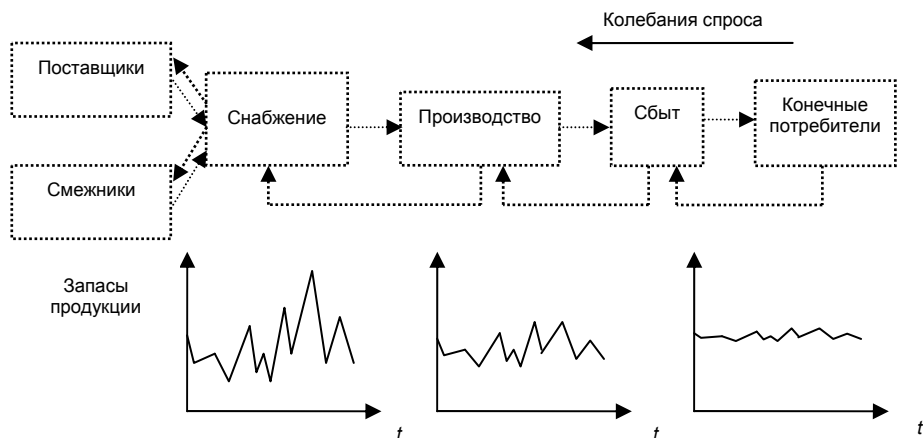 Колебания спроса
Поставщики
Снабжение
Производство
Сбыт
Конечные
потребители
Смежники
Запасы
продукции
t
t
t